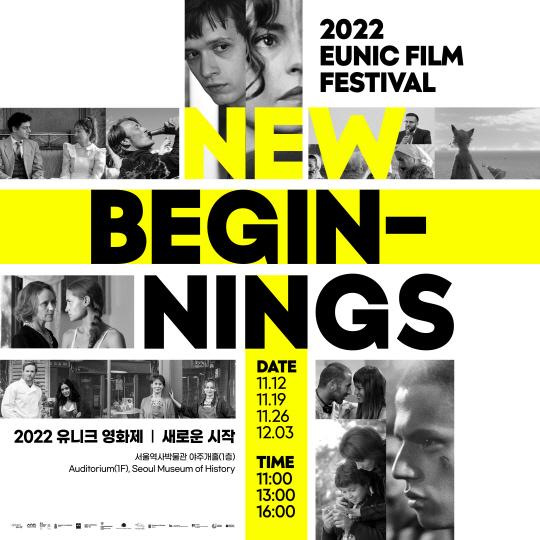 2022
EUNIC FILM
FESTIVAL
NEW
BEGIN-
NINGS
DATE
11.12
11.19
11.26
12.03
TIME
11:00
13:00
16:00
2022 유니크 영화제 | 새로운 시작
서울역사박물관 야주개홀(1층)
Auditorium(1F), Seoul Museum of History